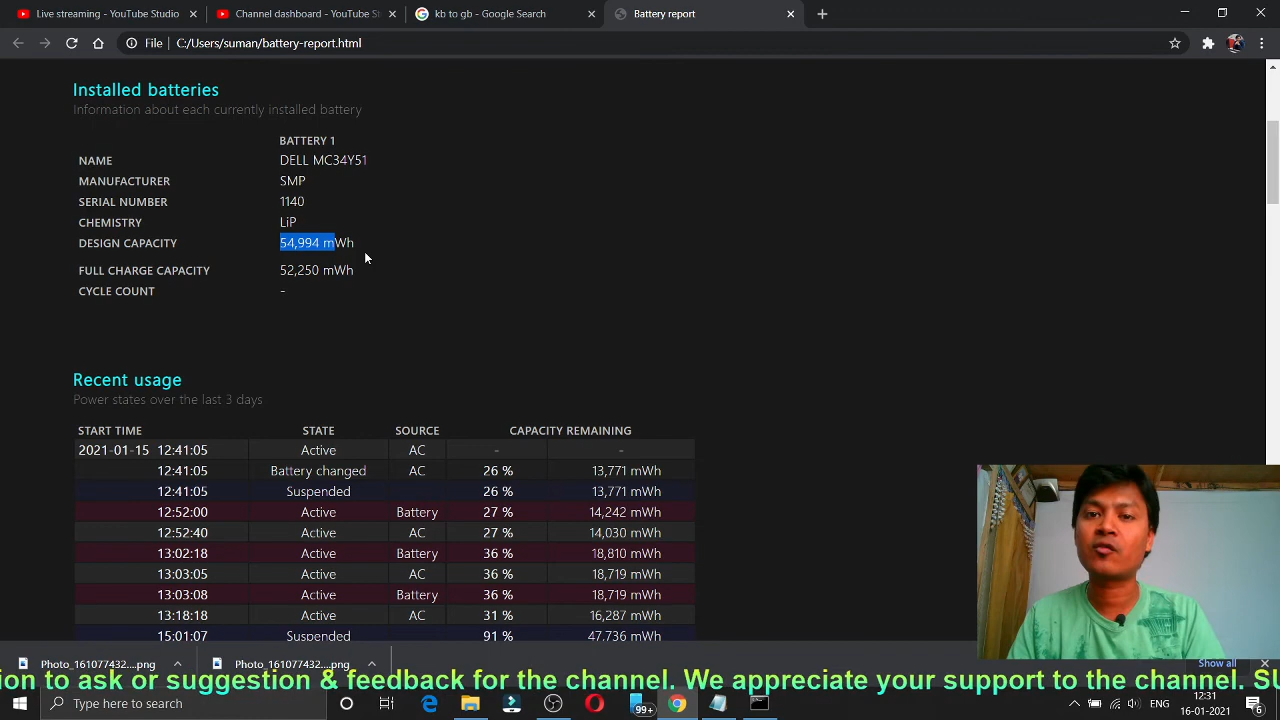 Live streaming - YouTube Studio
Channel dashboard - YouTube St
kb to gb - Google Search
Battery report
File
C:/Users/suman/battery-report.html
Installed batteries
Information about each currently installed battery
BATTERY 1
NAME DELL MC34Y51
MANUFACTURER SMP
SERIAL NUMBER 1140
CHEMISTRY LiP
DESIGN CAPACITY 54,994 mWh
FULL CHARGE CAPACITY 52,250 mWh
CYCLE COUNT -
Recent usage
Power states over the last 3 days
START TIME STATE SOURCE CAPACITY REMAINING
2021-01-15 12:41:05 Active AC - -
12:41:05 Battery changed AC 26 % 13,771 mWh
12:41:05 Suspended 26 % 13,771 mWh
12:52:00 Active Battery 27 % 14,242 mWh
12:52:40 Active AC 27 % 14,030 mWh
13:02:18 Active Battery 36 % 18,810 mWh
13:03:05 Active AC 36 % 18,719 mWh
13:03:08 Active Battery 36 % 18,719 mWh
13:18:18 Active AC 31 % 16,287 mWh
15:01:07 Suspended 91 % 47,736 mWh
Photo_161077432....png
Photo_161077432....png
Show all
ion to ask or suggestion & feedback for the channel. We appreciate your support to the channel. SU
Type here to search
99+
12:31
16-01-2021
6